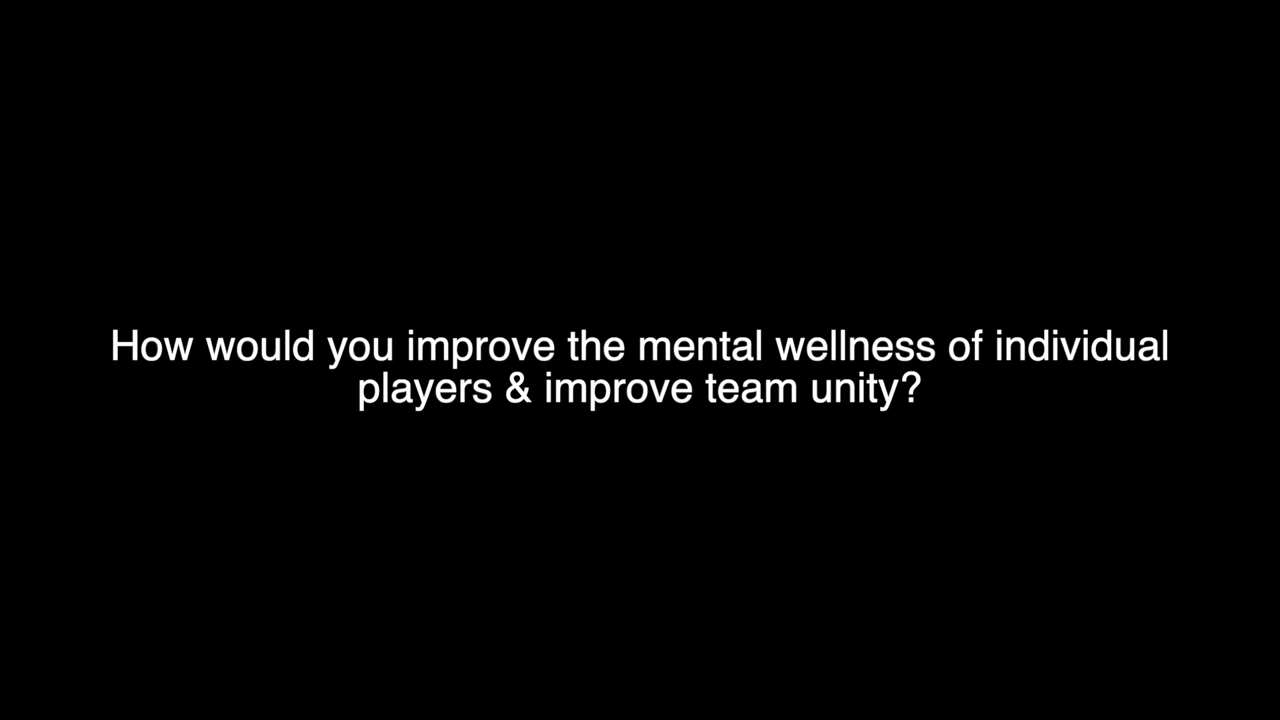 How would you improve the mental wellness of individual
players & improve team unity?